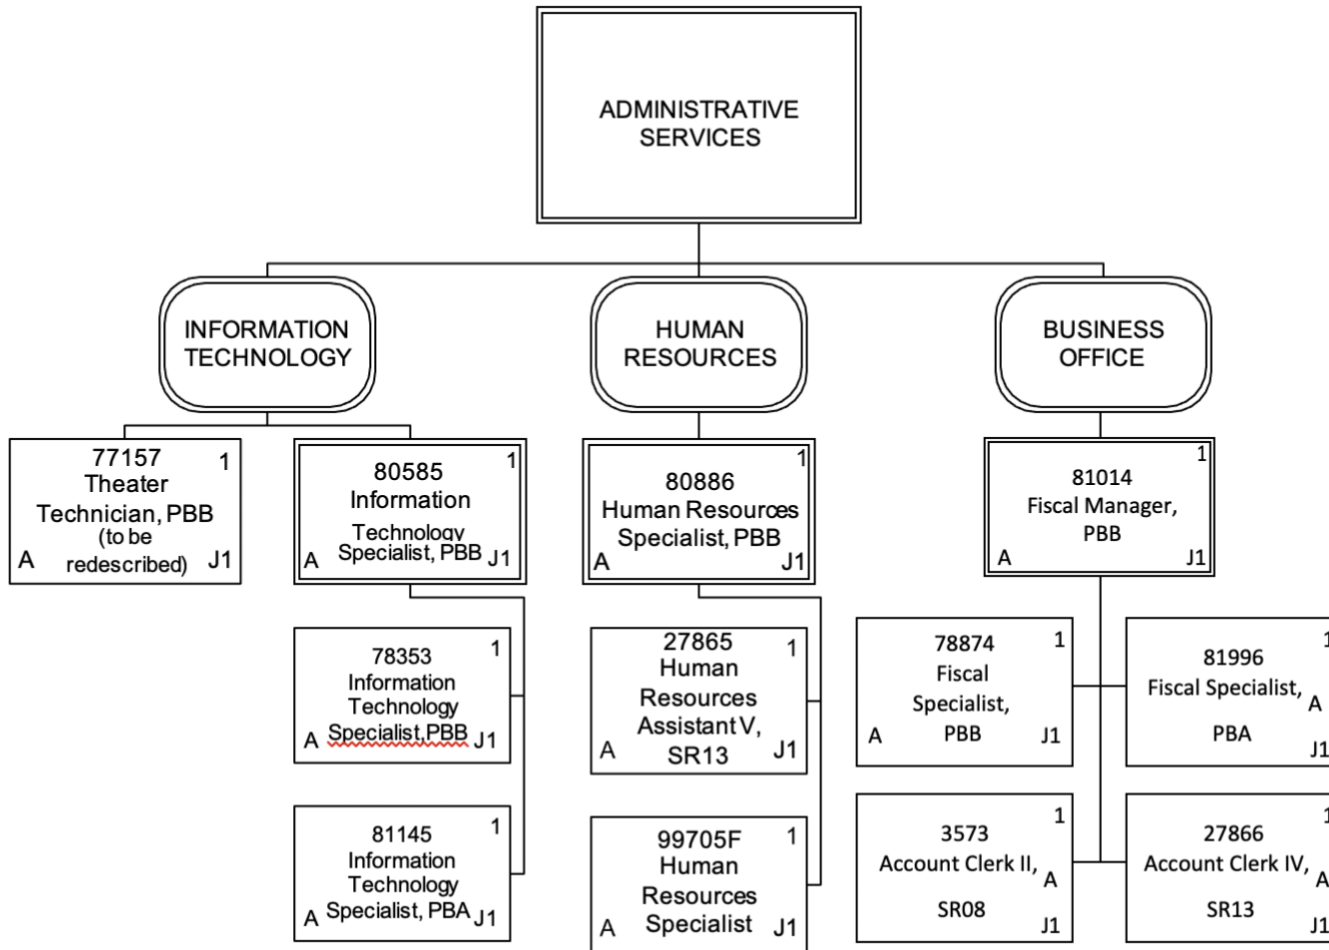 ADMINISTRATIVE
SERVICES
INFORMATION
TECHNOLOGY
HUMAN
RESOURCES
BUSINESS
OFFICE
77157 1
Theater
Technician, PBB
(to be
redescribed)
A J1
80585 1
Information
Technology
Specialist, PBB
A J1
80886 1
Human Resources
Specialist, PBB
A J1
81014 1
Fiscal Manager,
PBB
A J1
78353 1
Information
Technology
Specialist,PBB
A J1
27865 1
Human
Resources
Assistant V,
SR13
A J1
78874 1
Fiscal
Specialist,
PBB
A J1
81996 1
Fiscal Specialist,
A
PBA
J1
81145 1
Information
Technology
Specialist, PBA
A J1
99705F 1
Human
Resources
Specialist
A J1
3573 1
Account Clerk II,
A
SR08
J1
27866 1
Account Clerk IV,
A
SR13
J1